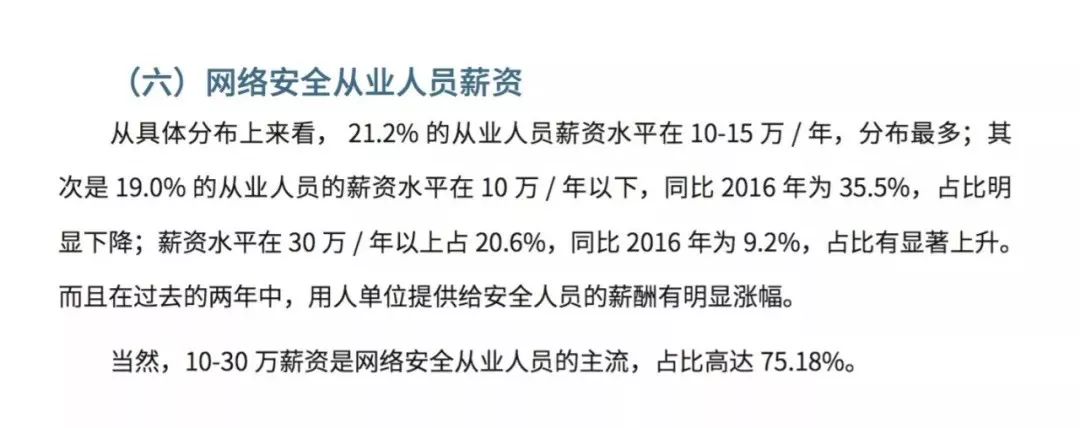 （六）网络安全从业人员薪资
从具体分布上来看， 21.2% 的从业人员薪资水平在 10-15 万 / 年，分布最多；其
次是 19.0% 的从业人员的薪资水平在 10 万 / 年以下，同比 2016 年为 35.5%，占比明
显下降；薪资水平在 30 万 / 年以上占 20.6%，同比 2016 年为 9.2%，占比有显著上升。
而且在过去的两年中，用人单位提供给安全人员的薪酬有明显涨幅。
当然，10-30 万薪资是网络安全从业人员的主流，占比高达 75.18%。